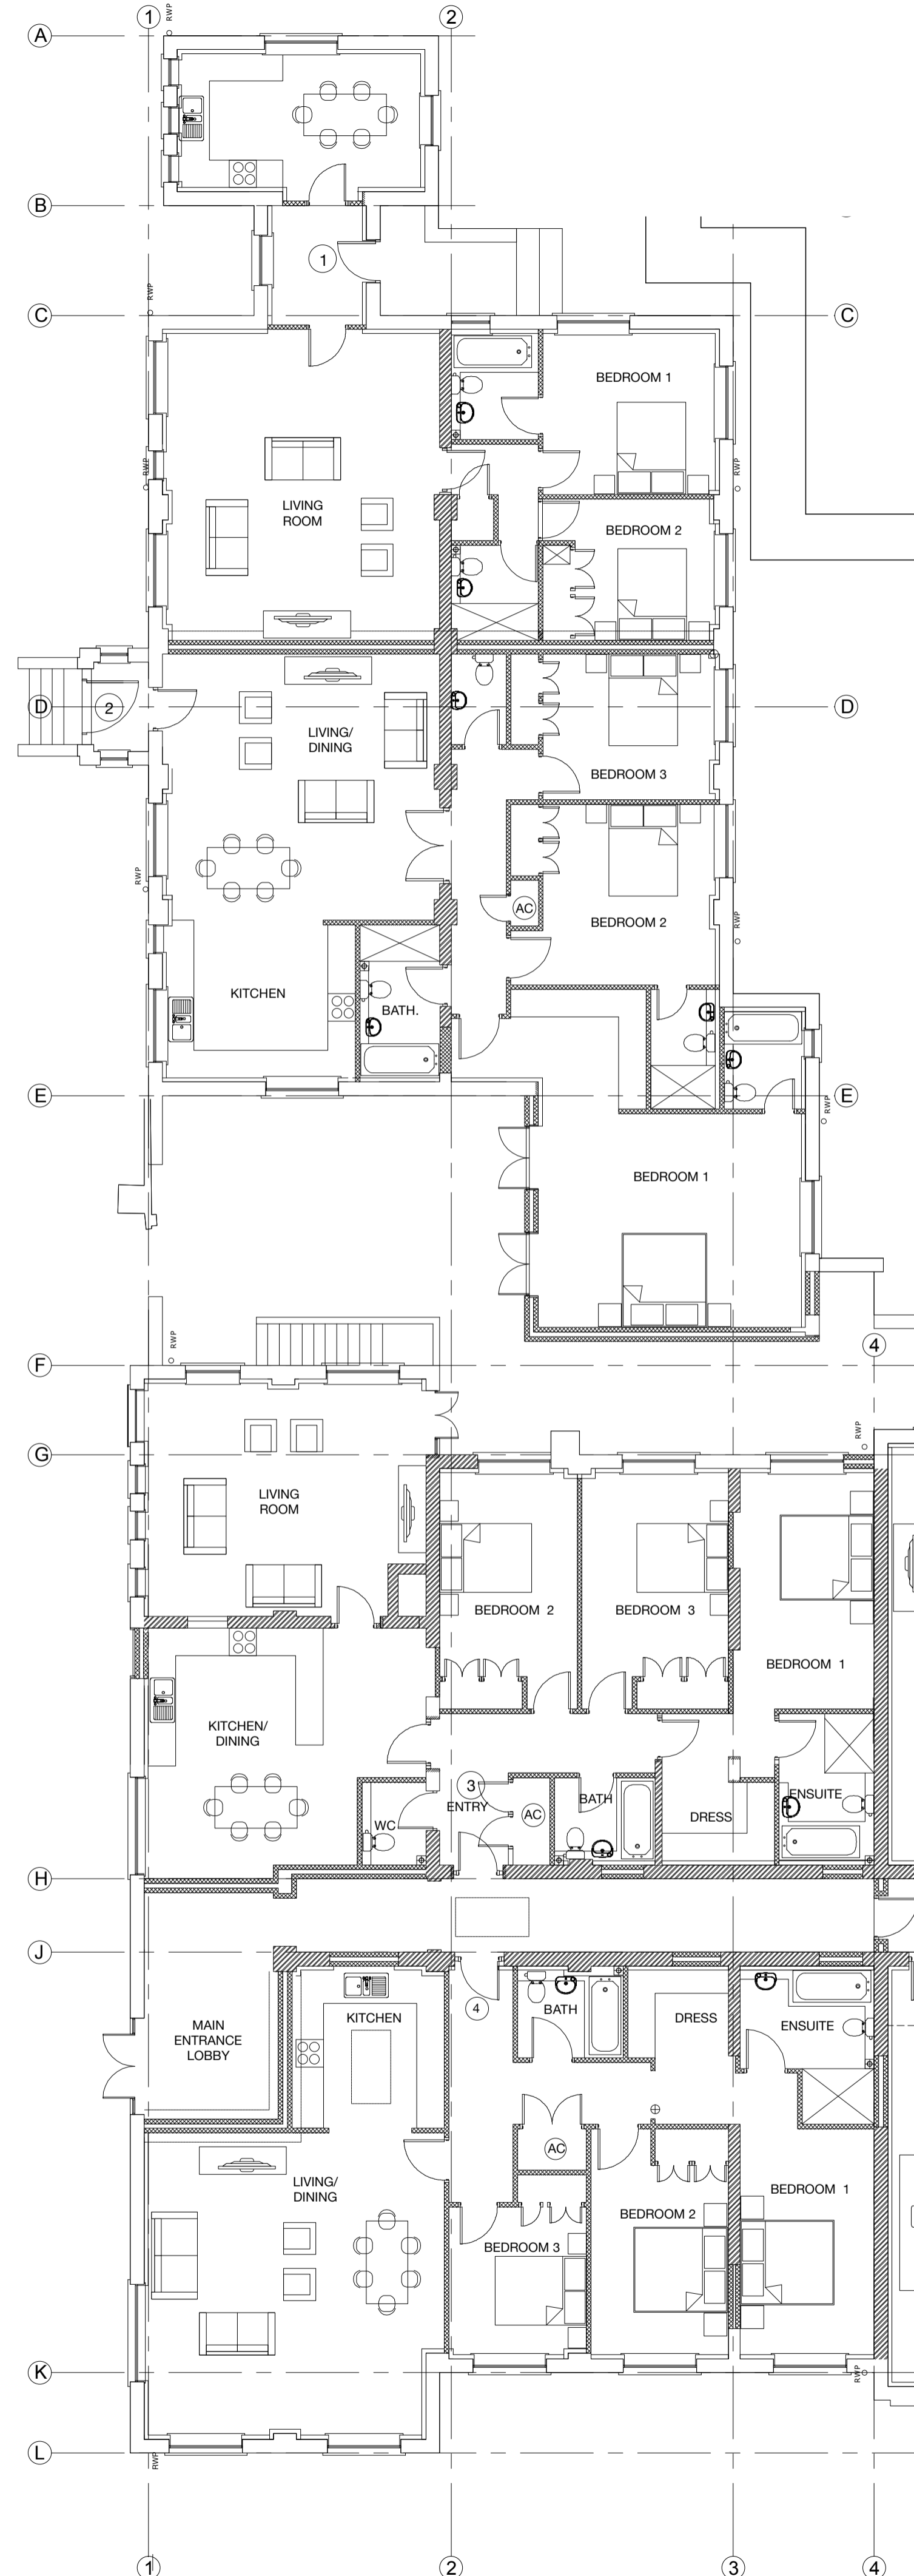 1
RWP
2
A
B
1
RWP
C
C
BEDROOM 1
RWP
RWP
LIVING
ROOM
BEDROOM 2
D
2
D
LIVING/
DINING
BEDROOM 3
RWP
AC
BEDROOM 2
RWP
KITCHEN
BATH.
E
E
RWP
BEDROOM 1
RWP
4
F
RWP
G
LIVING
ROOM
BEDROOM 2
BEDROOM 3
BEDROOM 1
KITCHEN/
DINING
3
ENTRY
AC
BATH
ENSUITE
WC
DRESS
H
J
4
BATH
KITCHEN
DRESS
MAIN
ENTRANCE
LOBBY
ENSUITE
AC
LIVING/
DINING
BEDROOM 1
BEDROOM 2
BEDROOM 3
K
RWP
L
RWP
1
2
3
4